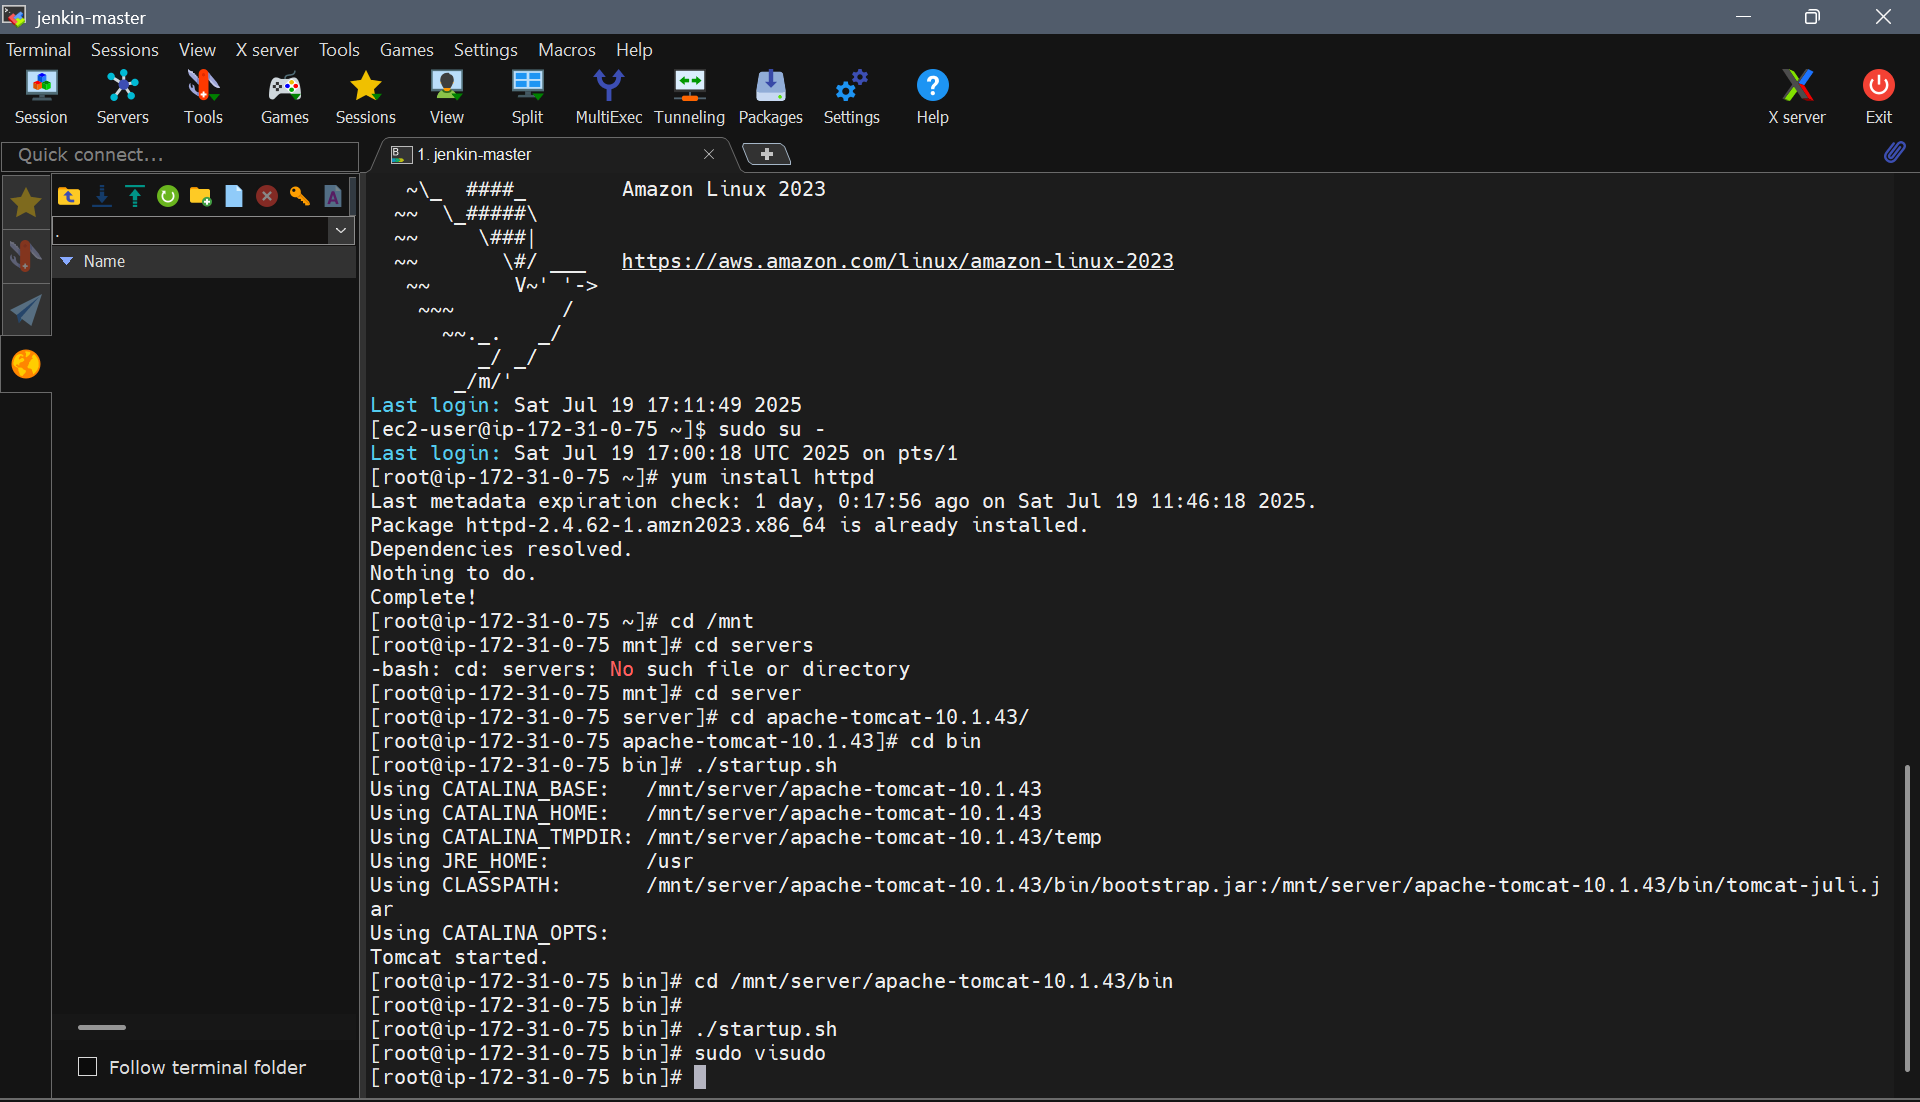 jenkin-master
Terminal Sessions View X server Tools Games Settings Macros Help
Session Servers Tools Games Sessions View Split MultiExec Tunneling Packages Settings Help X server Exit
Quick connect...
1. jenkin-master
.
Name
Follow terminal folder
   ~\_  ####_        Amazon Linux 2023
  ~~  \_#####\
  ~~     \###|
  ~~       \#/ ___   https://aws.amazon.com/linux/amazon-linux-2023
   ~~       V~' '->
    ~~~         /
      ~~._.   _/
         _/ _/
       _/m/'
Last login: Sat Jul 19 17:11:49 2025
[ec2-user@ip-172-31-0-75 ~]$ sudo su -
Last login: Sat Jul 19 17:00:18 UTC 2025 on pts/1
[root@ip-172-31-0-75 ~]# yum install httpd
Last metadata expiration check: 1 day, 0:17:56 ago on Sat Jul 19 11:46:18 2025.
Package httpd-2.4.62-1.amzn2023.x86_64 is already installed.
Dependencies resolved.
Nothing to do.
Complete!
[root@ip-172-31-0-75 ~]# cd /mnt
[root@ip-172-31-0-75 mnt]# cd servers
-bash: cd: servers: No such file or directory
[root@ip-172-31-0-75 mnt]# cd server
[root@ip-172-31-0-75 server]# cd apache-tomcat-10.1.43/
[root@ip-172-31-0-75 apache-tomcat-10.1.43]# cd bin
[root@ip-172-31-0-75 bin]# ./startup.sh
Using CATALINA_BASE:   /mnt/server/apache-tomcat-10.1.43
Using CATALINA_HOME:   /mnt/server/apache-tomcat-10.1.43
Using CATALINA_TMPDIR: /mnt/server/apache-tomcat-10.1.43/temp
Using JRE_HOME:        /usr
Using CLASSPATH:       /mnt/server/apache-tomcat-10.1.43/bin/bootstrap.jar:/mnt/server/apache-tomcat-10.1.43/bin/tomcat-juli.j
ar
Using CATALINA_OPTS:
Tomcat started.
[root@ip-172-31-0-75 bin]# cd /mnt/server/apache-tomcat-10.1.43/bin
[root@ip-172-31-0-75 bin]#
[root@ip-172-31-0-75 bin]# ./startup.sh
[root@ip-172-31-0-75 bin]# sudo visudo
[root@ip-172-31-0-75 bin]#